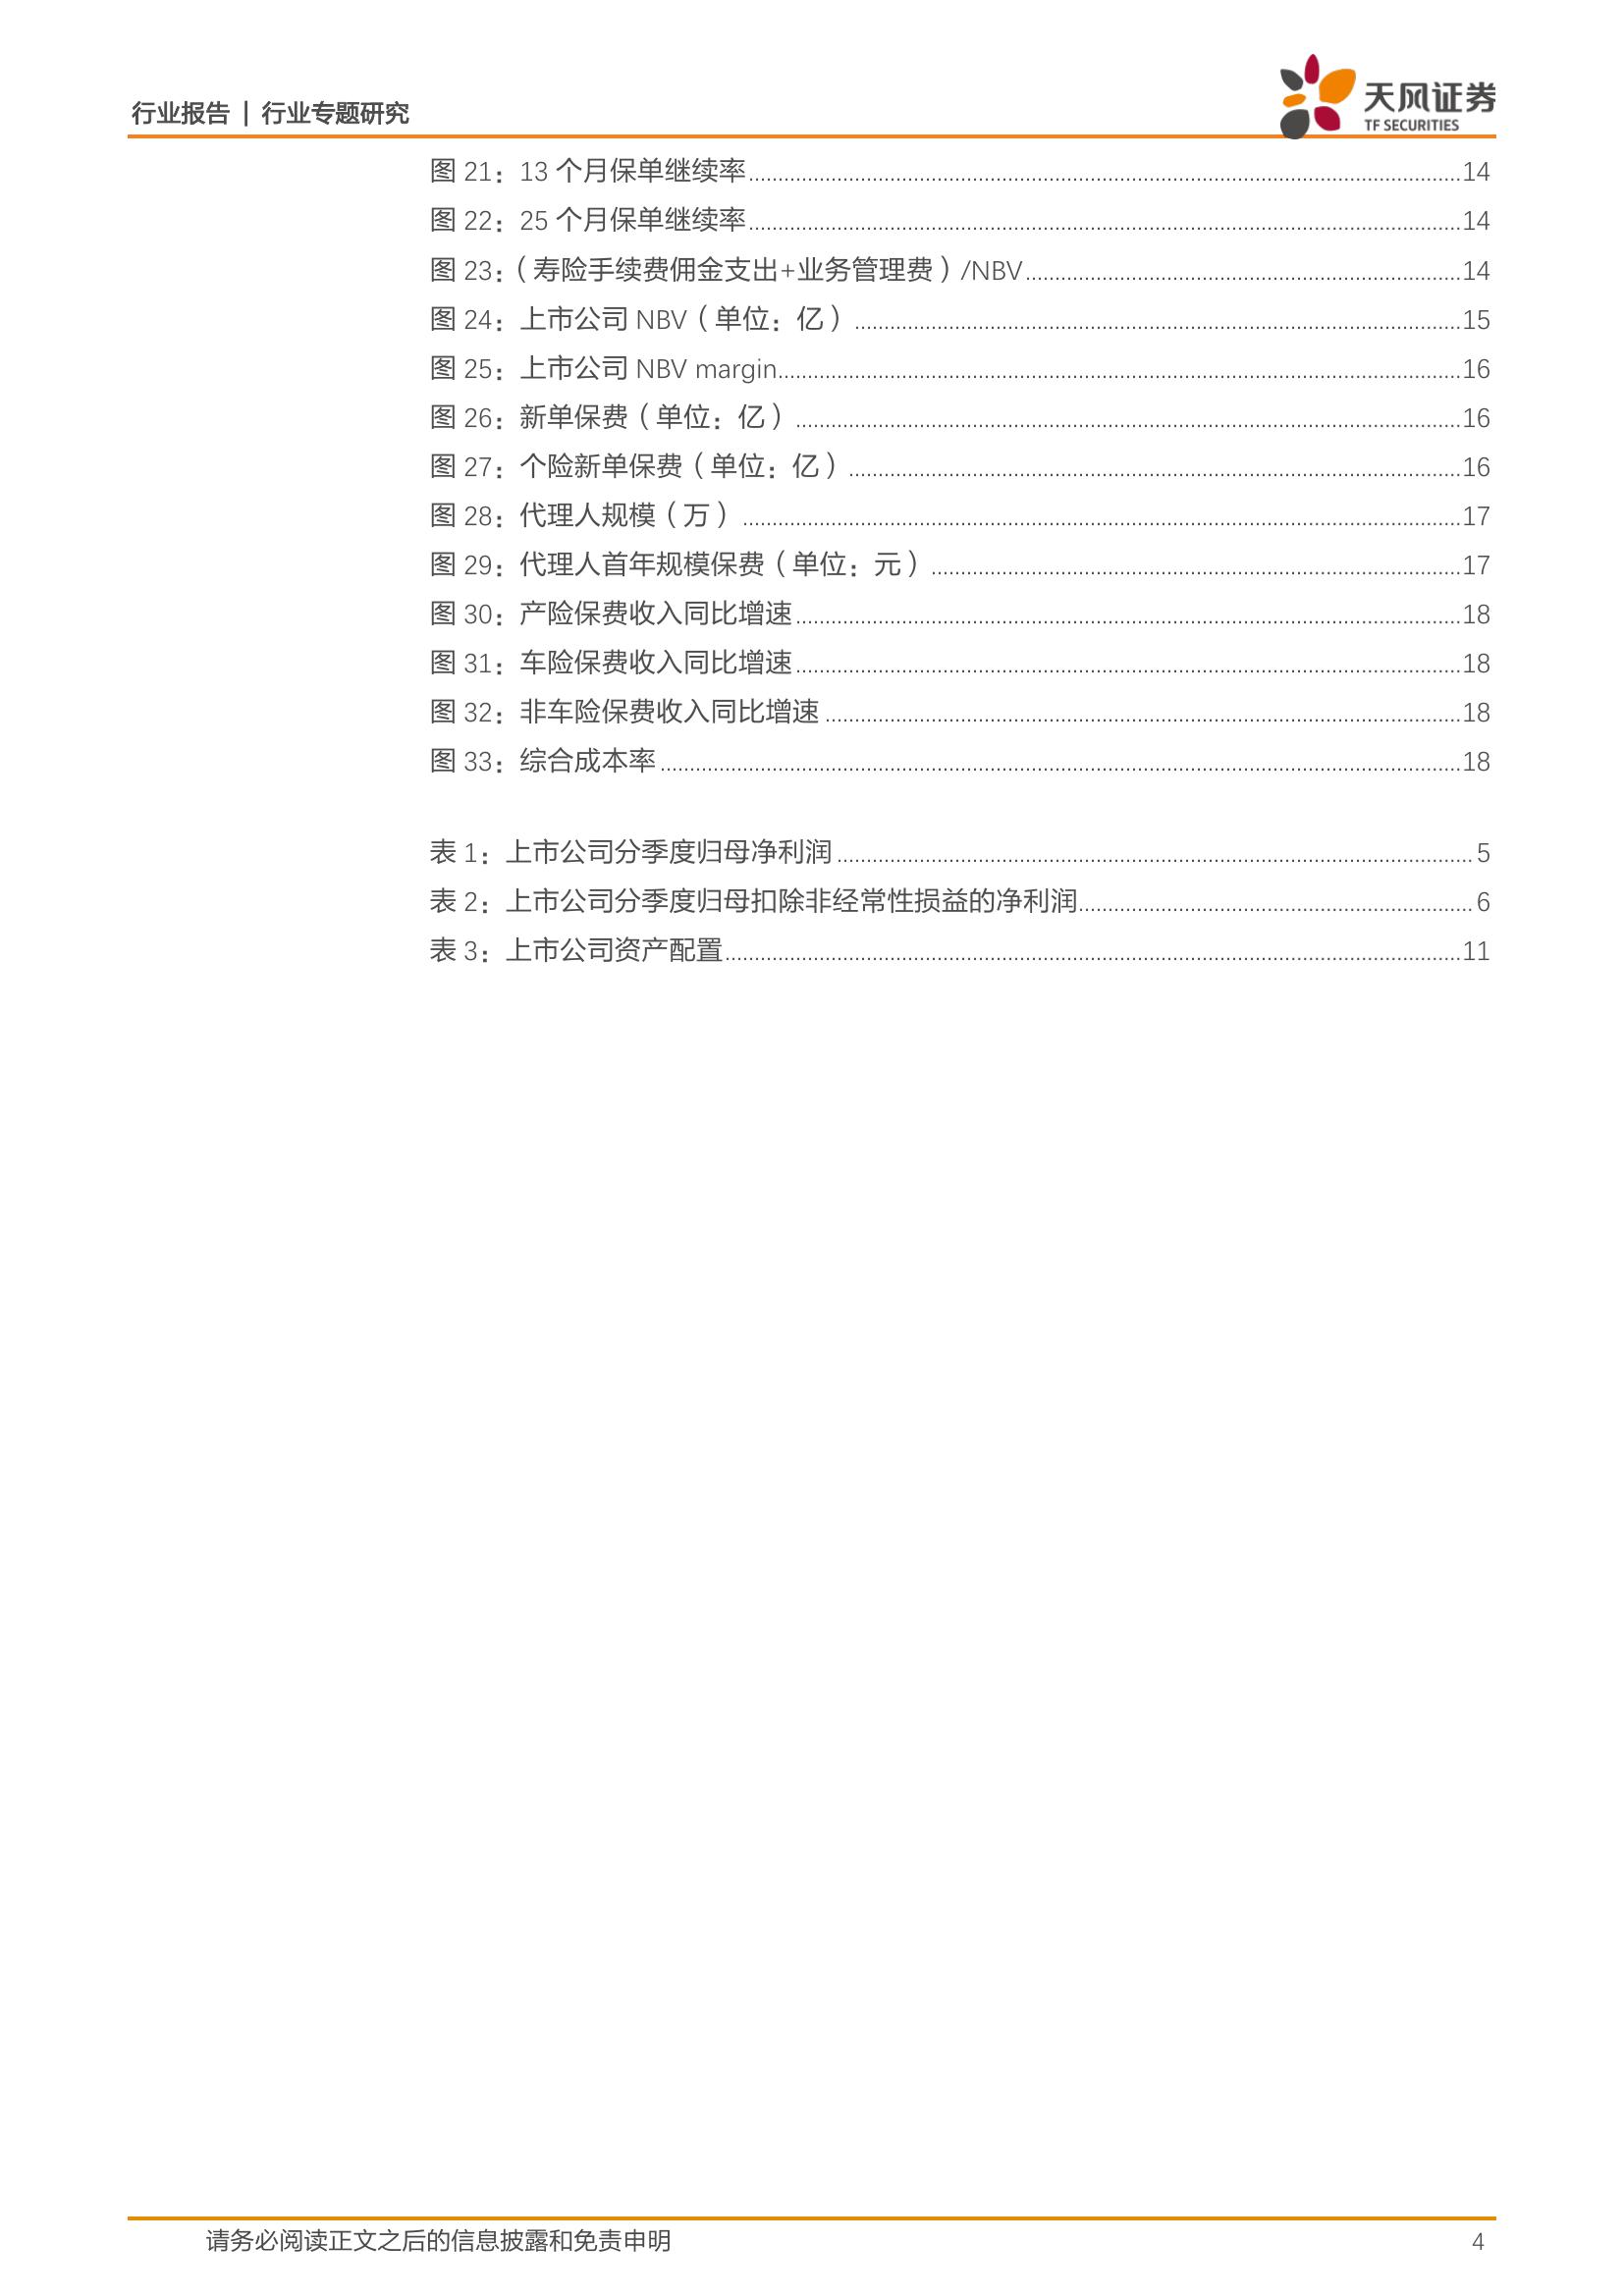 行业报告 | 行业专题研究
天风证券
TF SECURITIES
图 21：13 个月保单继续率 14
图 22：25 个月保单继续率 14
图 23：（寿险手续费佣金支出+业务管理费）/NBV 14
图 24：上市公司 NBV（单位：亿） 15
图 25：上市公司 NBV margin 16
图 26：新单保费（单位：亿） 16
图 27：个险新单保费（单位：亿） 16
图 28：代理人规模（万） 17
图 29：代理人首年规模保费（单位：元） 17
图 30：产险保费收入同比增速 18
图 31：车险保费收入同比增速 18
图 32：非车险保费收入同比增速 18
图 33：综合成本率 18
表 1：上市公司分季度归母净利润 5
表 2：上市公司分季度归母扣除非经常性损益的净利润 6
表 3：上市公司资产配置 11
请务必阅读正文之后的信息披露和免责申明 4